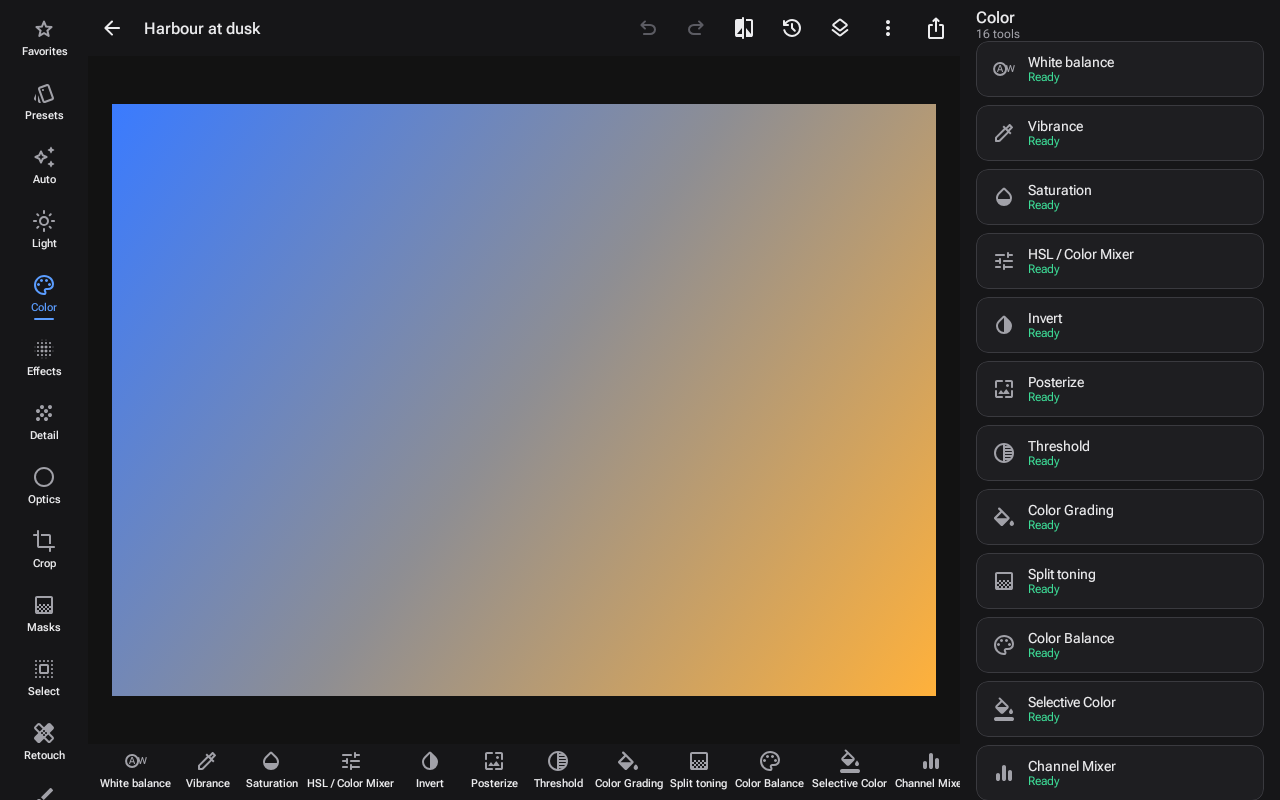 Favorites
Presets
Auto
Light
Color
Effects
Detail
Optics
Crop
Masks
Select
Retouch
Harbour at dusk
Color
16 tools
White balance
Ready
Vibrance
Ready
Saturation
Ready
HSL / Color Mixer
Ready
Invert
Ready
Posterize
Ready
Threshold
Ready
Color Grading
Ready
Split toning
Ready
Color Balance
Ready
Selective Color
Ready
Channel Mixer
Ready
White balance Vibrance Saturation HSL / Color Mixer Invert Posterize Threshold Color Grading Split toning Color Balance Selective Color Channel Mixe